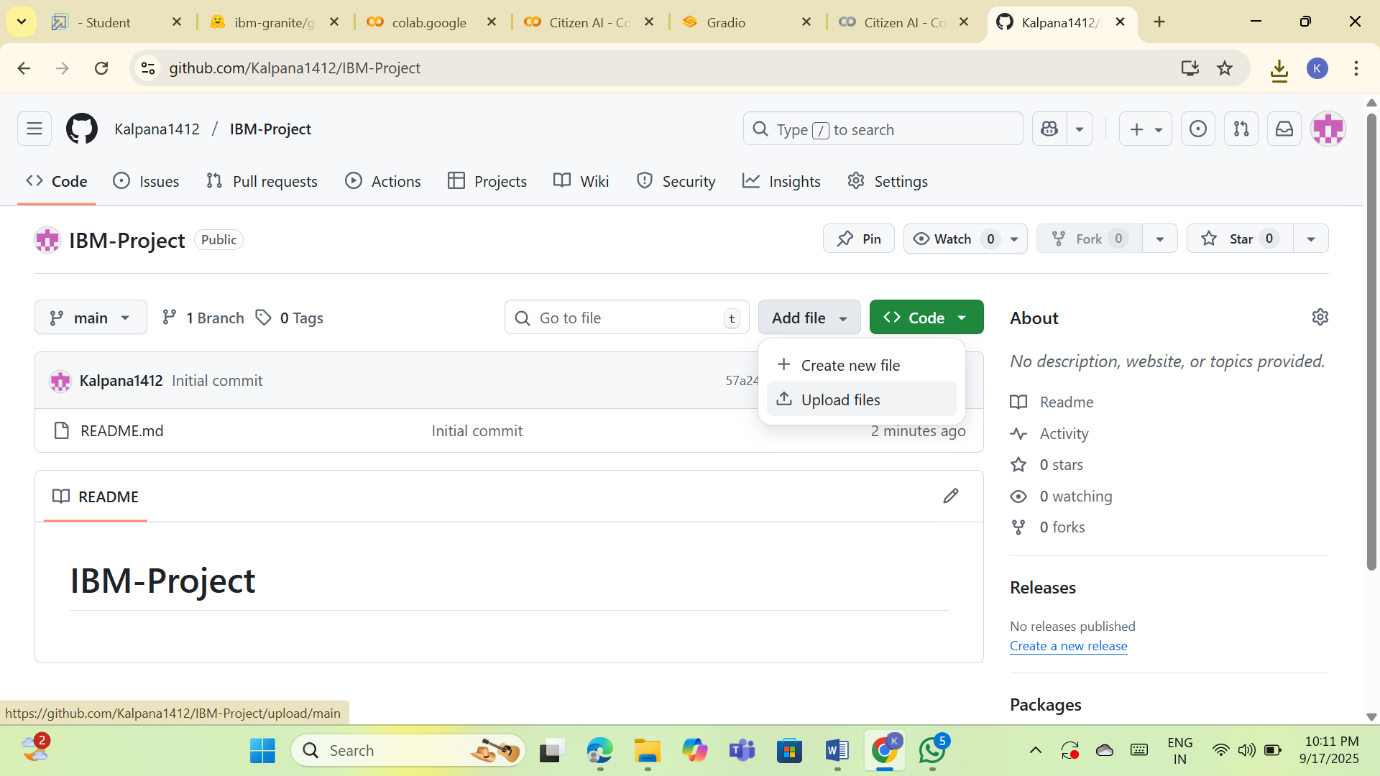 - Student
ibm-granite/g
colab.google
Citizen AI - Co
Gradio
Citizen AI - Co
Kalpana1412/
github.com/Kalpana1412/IBM-Project
K
Kalpana1412 / IBM-Project
Type / to search
Code
Issues
Pull requests
Actions
Projects
Wiki
Security
Insights
Settings
IBM-Project
Public
Pin
Watch 0
Fork 0
Star 0
main
1 Branch
0 Tags
Go to file
t
Add file
Code
Create new file
Upload files
Kalpana1412 Initial commit
57a24
README.md
Initial commit
2 minutes ago
README
IBM-Project
About
No description, website, or topics provided.
Readme
Activity
0 stars
0 watching
0 forks
Releases
No releases published
Create a new release
Packages
https://github.com/Kalpana1412/IBM-Project/upload/main
2
Search
K
5
ENG
IN
10:11 PM
9/17/2025